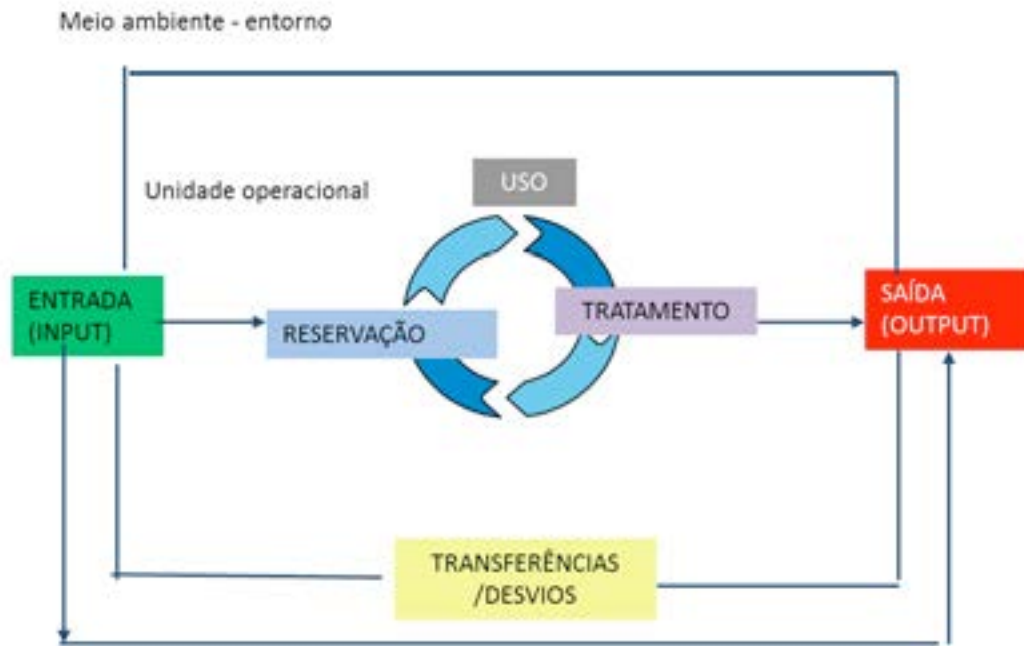 Meio ambiente - entorno
USO
Unidade operacional
ENTRADA
(INPUT)
RESERVAÇÃO
TRATAMENTO
SAÍDA
(OUTPUT)
TRANSFERÊNCIAS
/DESVIOS